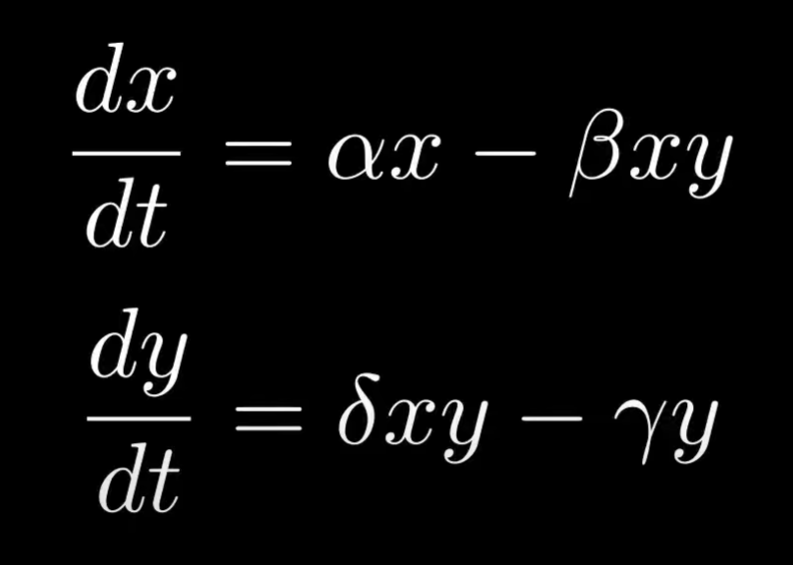 dx/dt = αx − βxy
dy/dt = δxy − γy